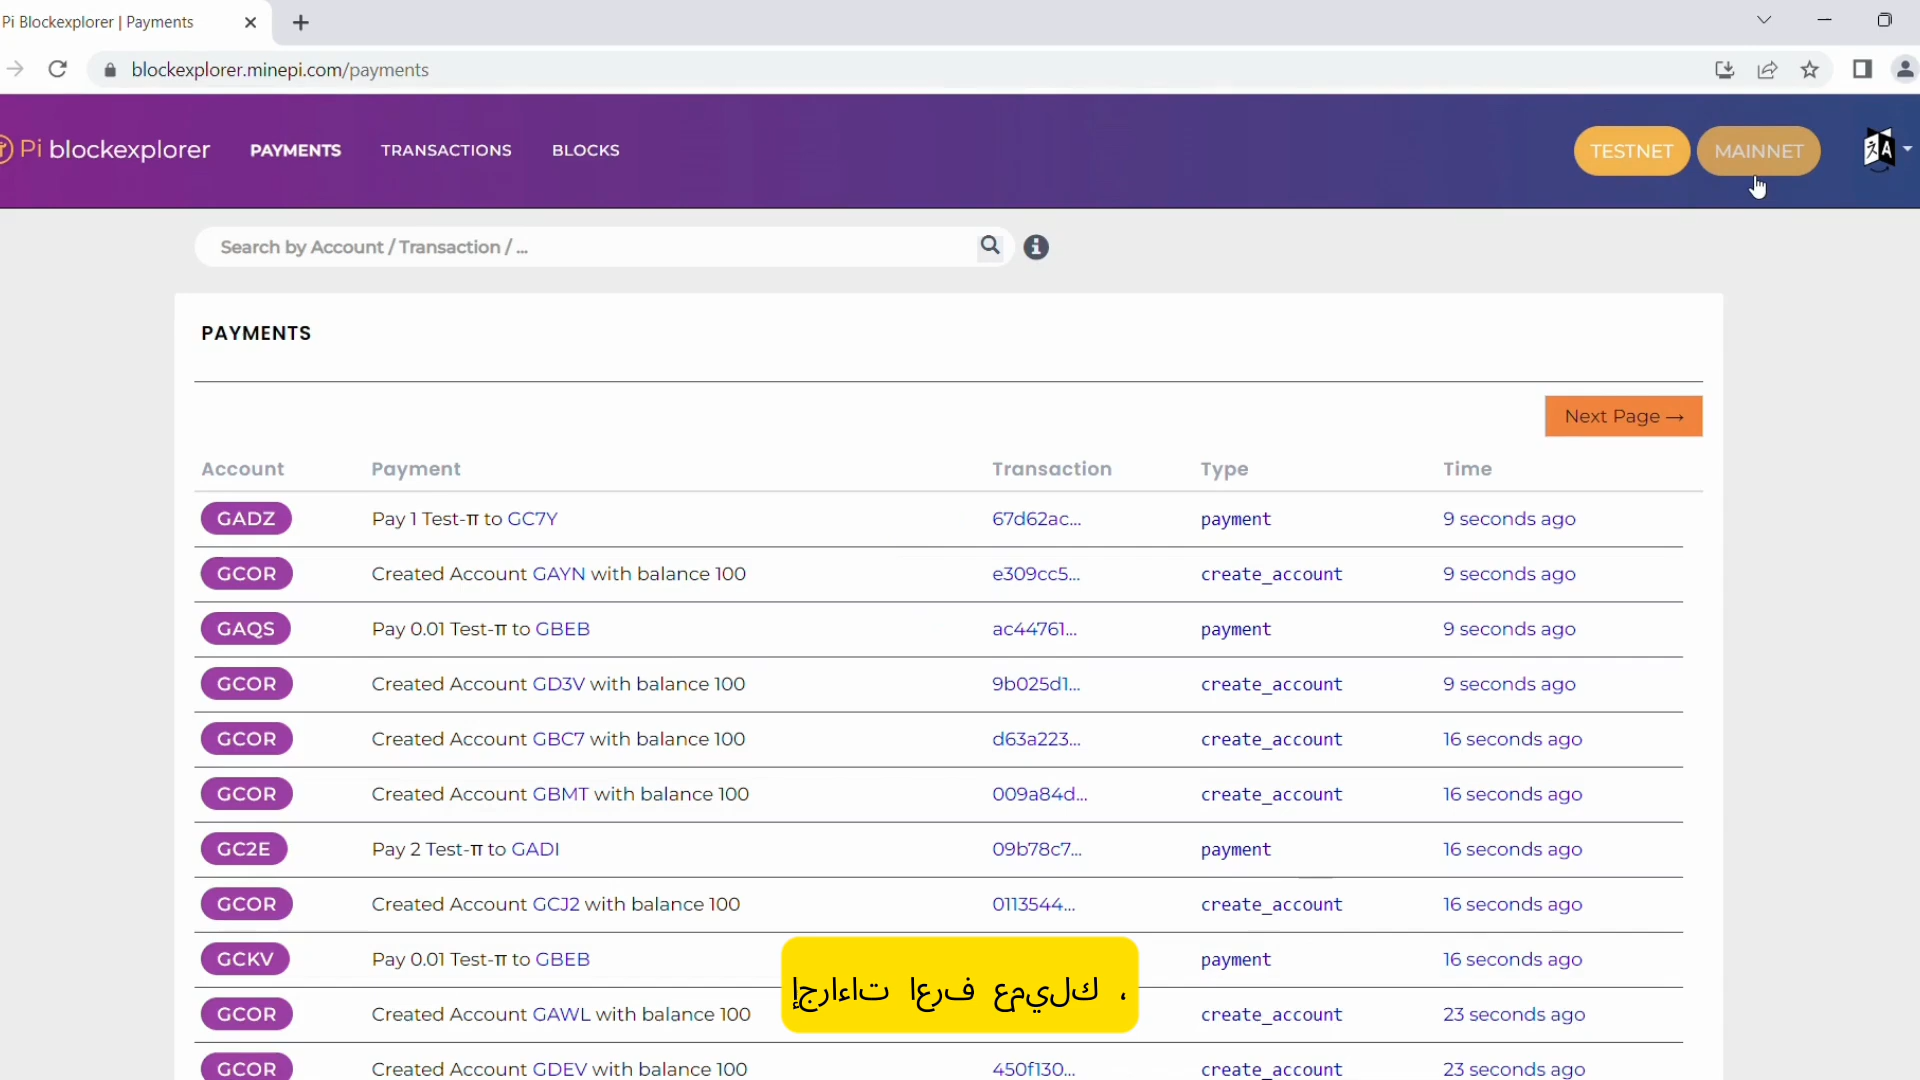 Pi Blockexplorer | Payments
blockexplorer.minepi.com/payments
Pi blockexplorer PAYMENTS TRANSACTIONS BLOCKS TESTNET MAINNET
Search by Account / Transaction / ...
PAYMENTS
Next Page →
Account Payment Transaction Type Time
GADZ Pay 1 Test-π to GC7Y 67d62ac... payment 9 seconds ago
GCOR Created Account GAYN with balance 100 e309cc5... create_account 9 seconds ago
GAQS Pay 0.01 Test-π to GBEB ac44761... payment 9 seconds ago
GCOR Created Account GD3V with balance 100 9b025d1... create_account 9 seconds ago
GCOR Created Account GBC7 with balance 100 d63a223... create_account 16 seconds ago
GCOR Created Account GBMT with balance 100 009a84d... create_account 16 seconds ago
GC2E Pay 2 Test-π to GADI 09b78c7... payment 16 seconds ago
GCOR Created Account GCJ2 with balance 100 0113544... create_account 16 seconds ago
GCKV Pay 0.01 Test-π to GBEB payment 16 seconds ago
GCOR Created Account GAWL with balance 100 create_account 23 seconds ago
GCOR Created Account GDEV with balance 100 450f130... create_account 23 seconds ago
إجراءات اعرف عميلك ،